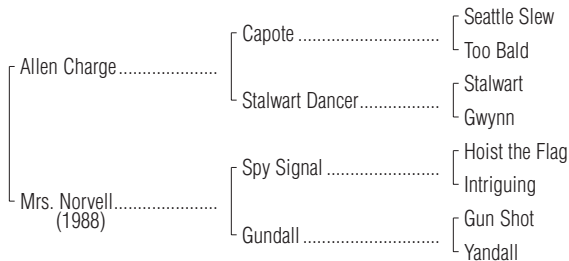 Seattle Slew
Capote ..............................
Too Bald
Allen Charge.....................
Stalwart
Stalwart Dancer.................
Gwynn
Hoist the Flag
Spy Signal ........................
Intriguing
Mrs. Norvell......................
(1988)
Gun Shot
Gundall .............................
Yandall